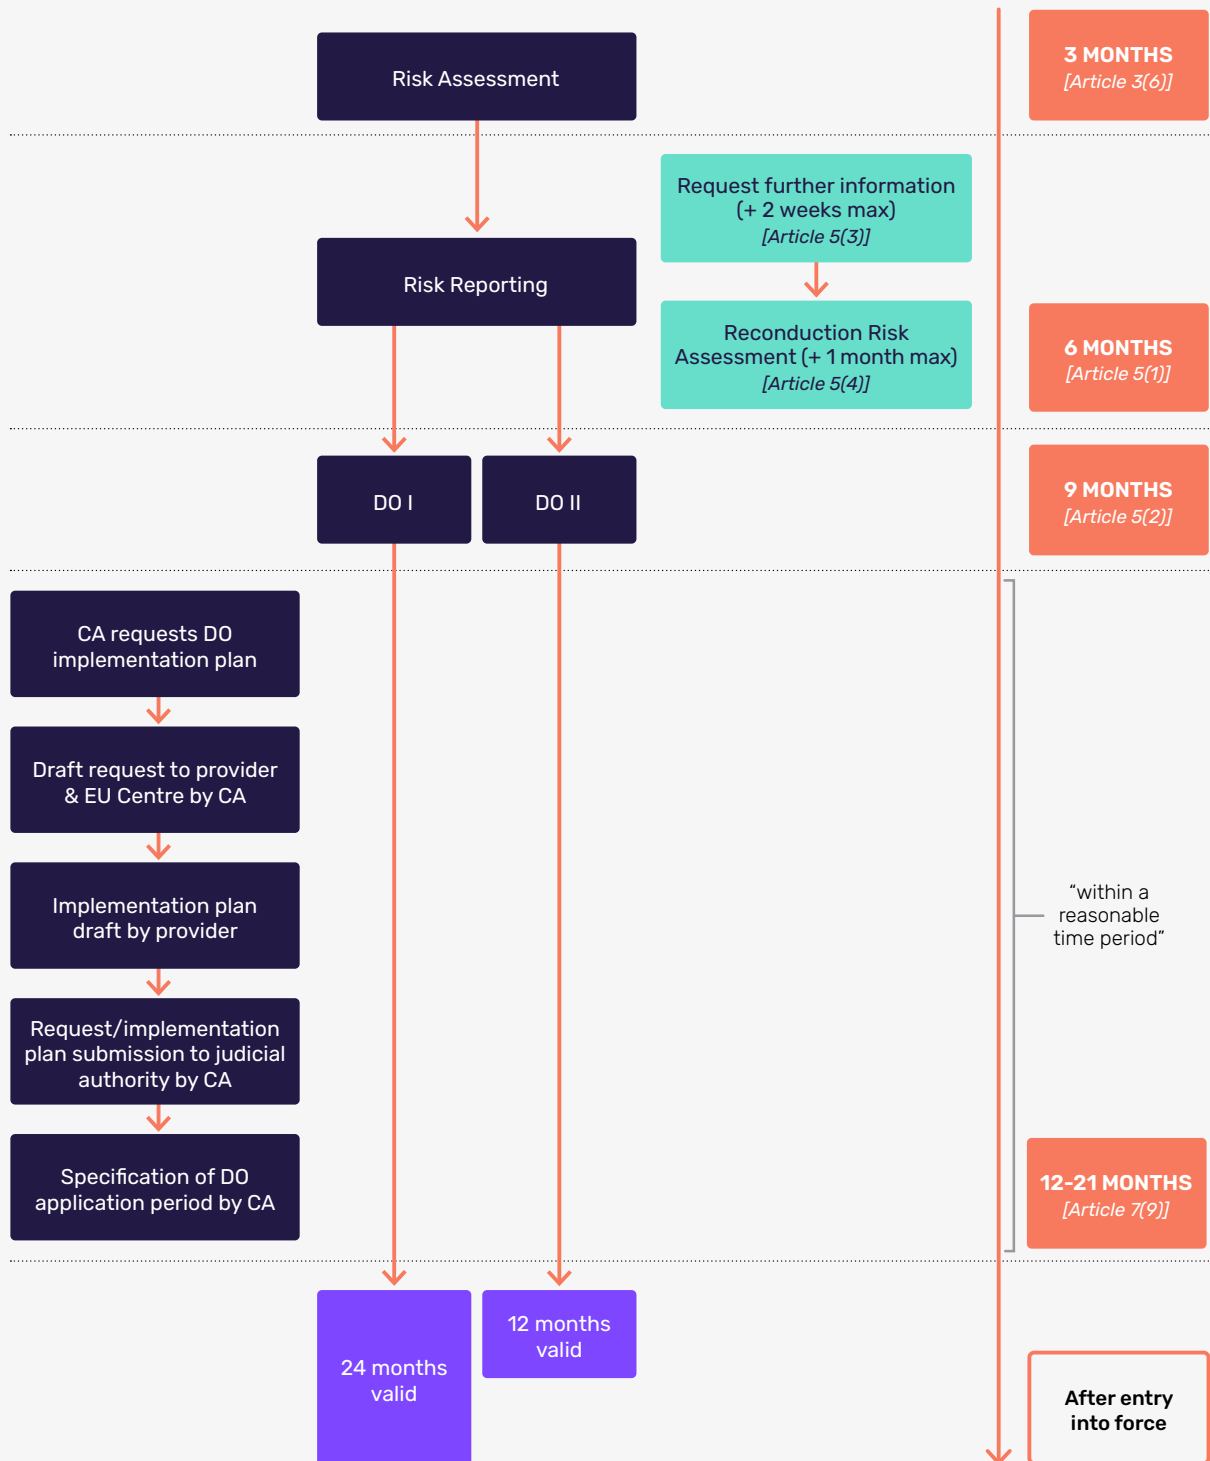 Risk Assessment
3 MONTHS
[Article 3(6)]
Request further information
(+ 2 weeks max)
[Article 5(3)]
Risk Reporting
Reconduction Risk
Assessment (+ 1 month max)
[Article 5(4)]
6 MONTHS
[Article 5(1)]
DO I
DO II
9 MONTHS
[Article 5(2)]
CA requests DO
implementation plan
Draft request to provider
& EU Centre by CA
Implementation plan
draft by provider
Request/implementation
plan submission to judicial
authority by CA
Specification of DO
application period by CA
“within a
reasonable
time period”
12-21 MONTHS
[Article 7(9)]
24 months
valid
12 months
valid
After entry
into force